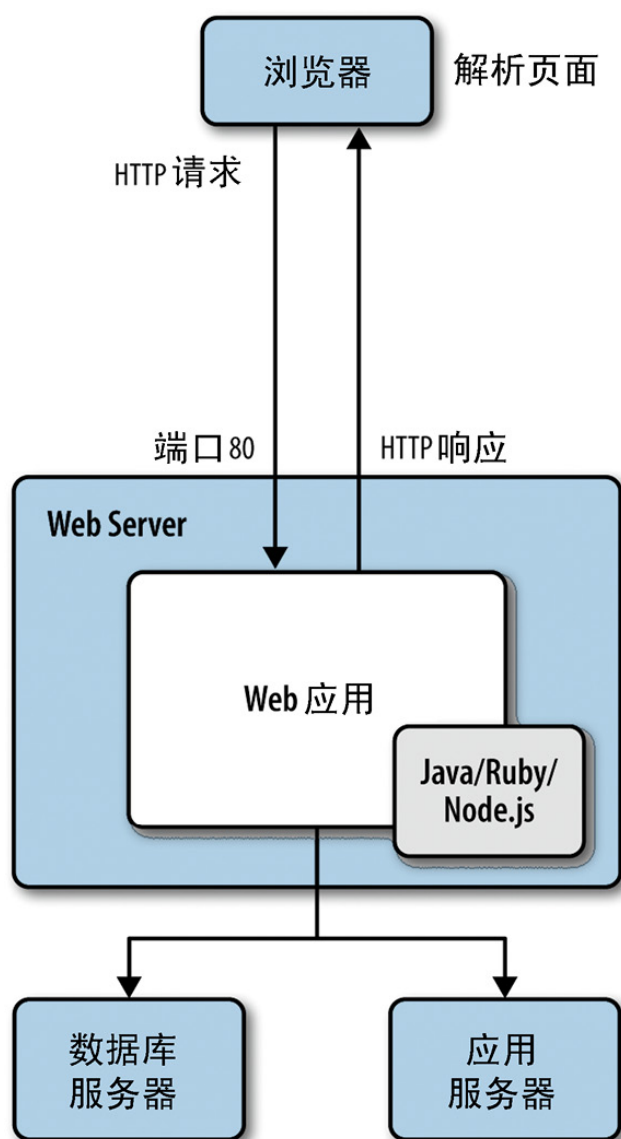 浏览器
解析页面
HTTP 请求
端口 80
HTTP 响应
Web Server
Web 应用
Java/Ruby/
Node.js
数据库
服务器
应用
服务器